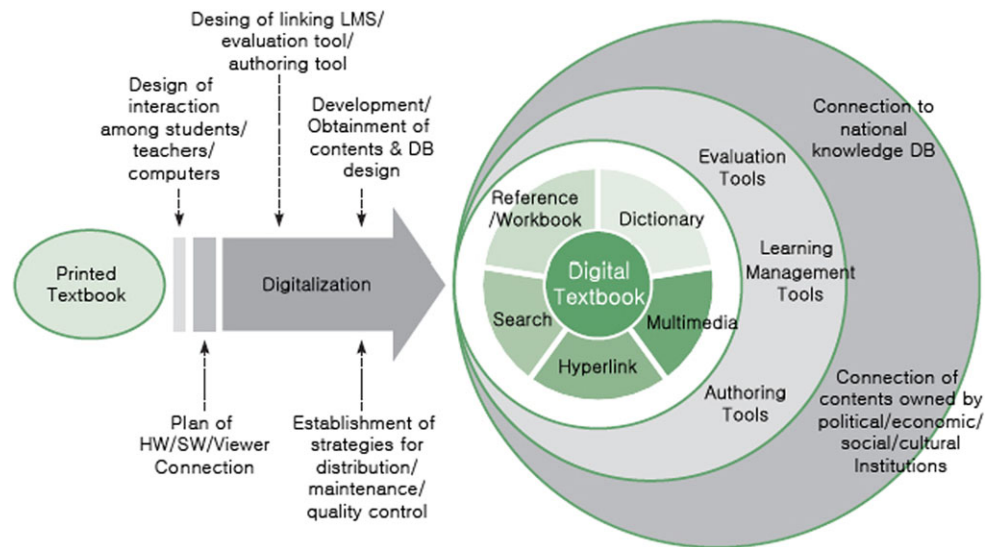 Desing of linking LMS/
evaluation tool/
authoring tool
Design of
interaction
among students/
teachers/
computers
Development/
Obtainment of
contents & DB
design
Printed
Textbook
Digitalization
Plan of
HW/SW/Viewer
Connection
Establishment of
strategies for
distribution/
maintenance/
quality control
Reference
/Workbook
Dictionary
Digital
Textbook
Search
Multimedia
Hyperlink
Evaluation
Tools
Learning
Management
Tools
Authoring
Tools
Connection to
national
knowledge DB
Connection of
contents owned by
political/economic/
social/cultural
Institutions